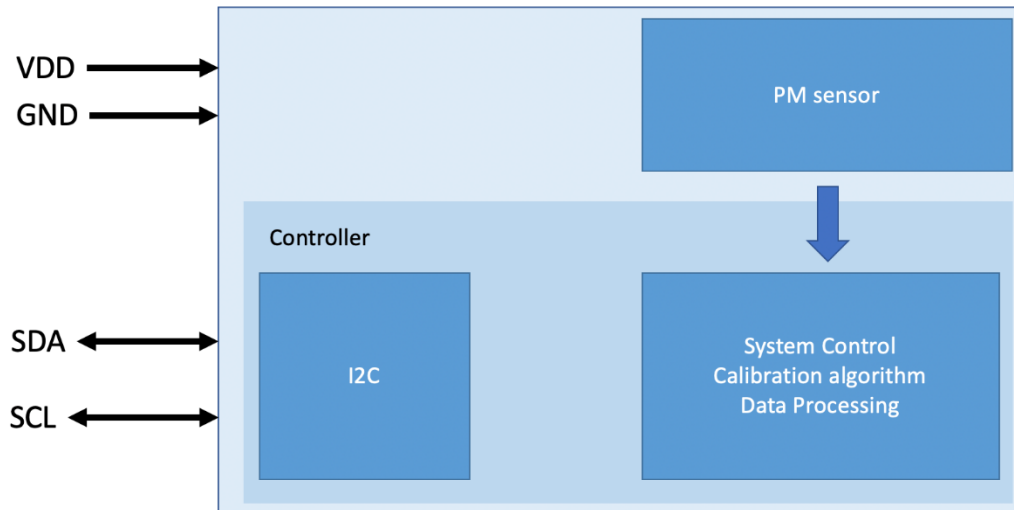 VDD
GND
PM sensor
Controller
SDA
SCL
I2C
System Control
Calibration algorithm
Data Processing